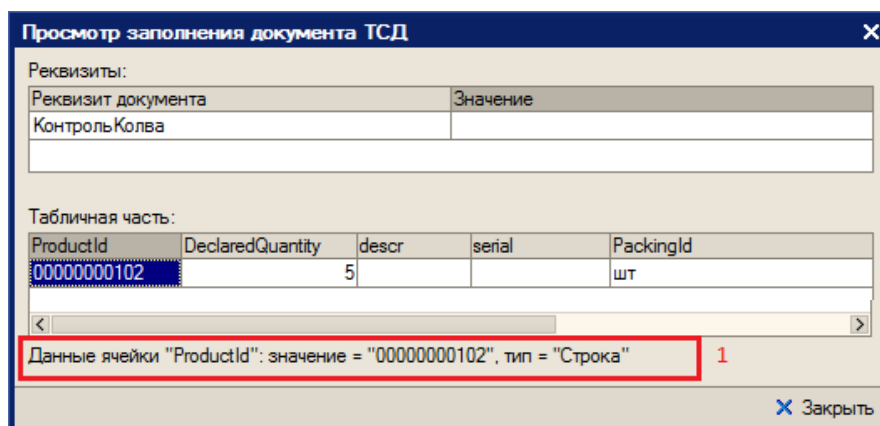 Просмотр заполнения документа ТСД
Реквизиты:
Реквизит документа Значение
КонтрольКолва
Табличная часть:
ProductId DeclaredQuantity descr serial PackingId
00000000102 5 шт
Данные ячейки "ProductId": значение = "00000000102", тип = "Строка" 1
Закрыть